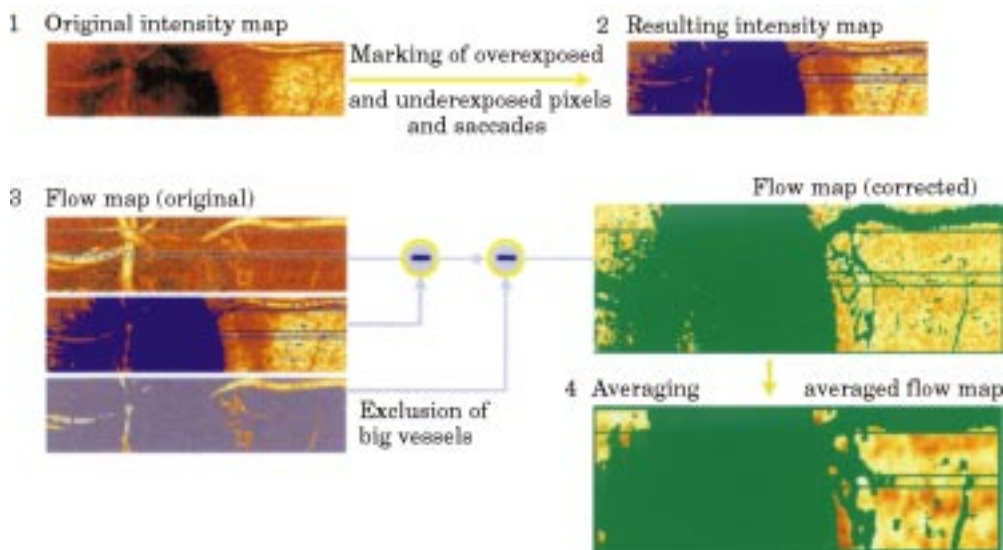 1 Original intensity map
2 Resulting intensity map
Marking of overexposed
and underexposed pixels
and saccades
3 Flow map (original)
Flow map (corrected)
Exclusion of
big vessels
4 Averaging
averaged flow map